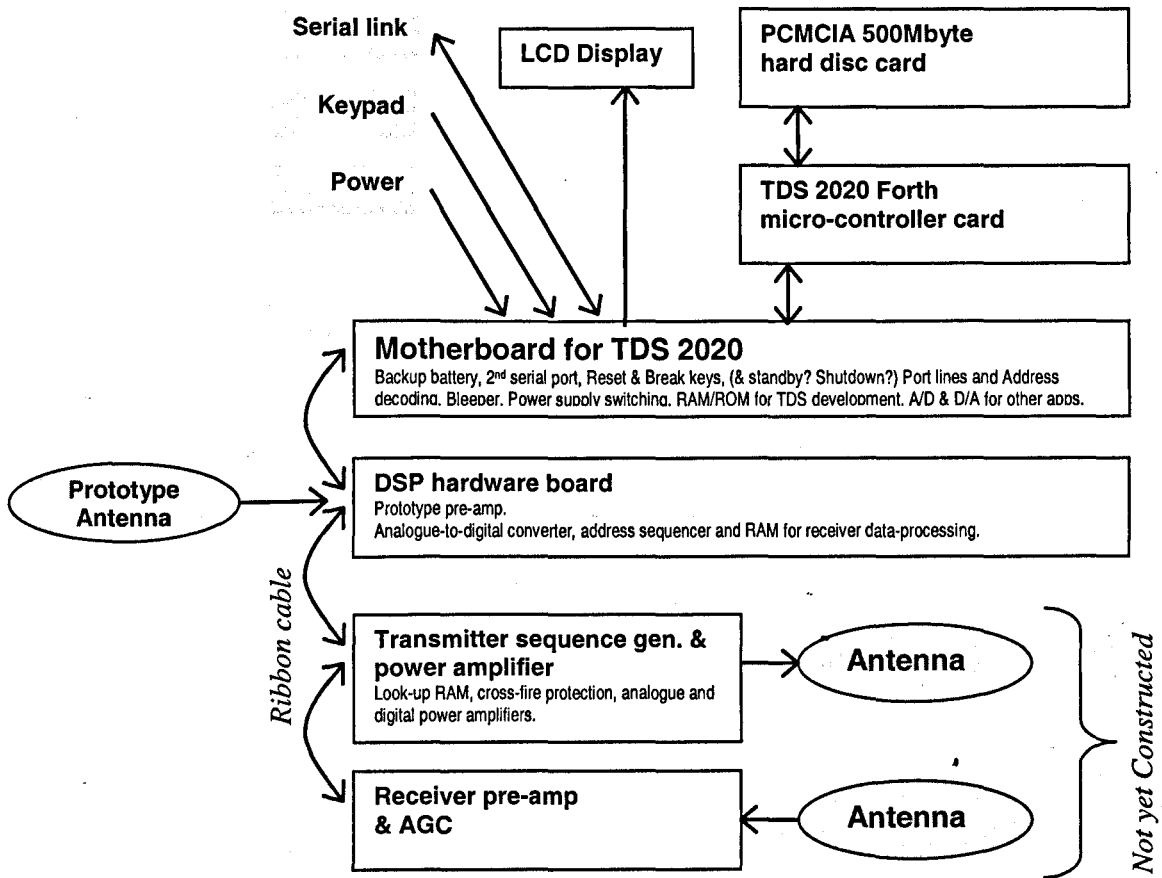 Serial link
Keypad
Power
LCD Display
PCMCIA 500Mbyte
hard disc card
TDS 2020 Forth
micro-controller card
Motherboard for TDS 2020
Backup battery, 2nd serial port, Reset & Break keys, (& standby? Shutdown?) Port lines and Address
decoding. Bleeper. Power supply switching. RAM/ROM for TDS development. A/D & D/A for other apps.
Prototype
Antenna
DSP hardware board
Prototype pre-amp.
Analogue-to-digital converter, address sequencer and RAM for receiver data-processing.
Ribbon cable
Transmitter sequence gen. &
power amplifier
Look-up RAM, cross-fire protection, analogue and
digital power amplifiers.
Antenna
Receiver pre-amp
& AGC
Antenna
Not yet Constructed